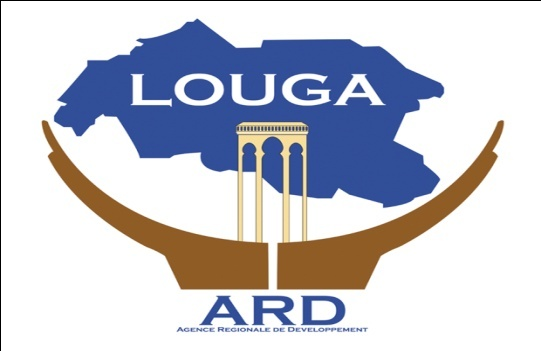 LOUGA
ARD
AGENCE REGIONALE DE DEVELOPPEMENT